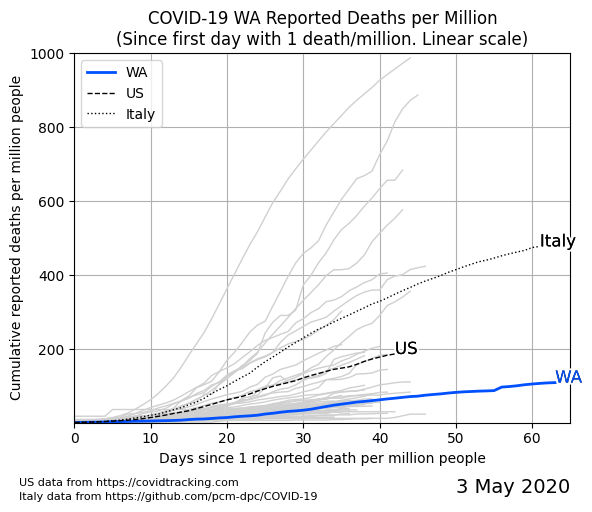 COVID-19 WA Reported Deaths per Million
(Since first day with 1 death/million. Linear scale)
1000
800
600
400
200
WA
US
Italy
Cumulative reported deaths per million people
Italy
US
WA
0 10 20 30 40 50 60
Days since 1 reported death per million people
US data from https://covidtracking.com
Italy data from https://github.com/pcm-dpc/COVID-19
3 May 2020